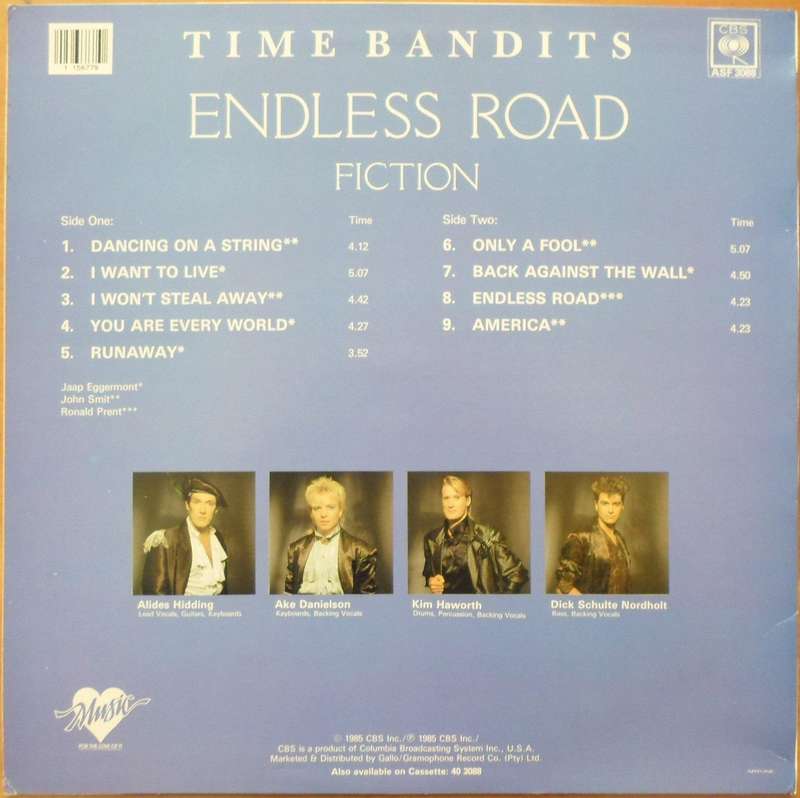 TIME BANDITS
CBS
ASF 3088
ENDLESS ROAD
FICTION
Side One:
Time
1. DANCING ON A STRING** 4.12
2. I WANT TO LIVE* 5.07
3. I WON'T STEAL AWAY** 4.42
4. YOU ARE EVERY WORLD* 4.27
5. RUNAWAY* 3.52
Jaap Eggermont*
John Smit**
Ronald Prent***
Side Two:
Time
6. ONLY A FOOL** 5.07
7. BACK AGAINST THE WALL* 4.50
8. ENDLESS ROAD*** 4.23
9. AMERICA** 4.23
Alides Hidding
Lead Vocals, Guitars, Keyboards
Ake Danielson
Keyboards, Backing Vocals
Kim Haworth
Drums, Percussion, Backing Vocals
Dick Schulte Nordholt
Bass, Backing Vocals
Music
FOR THE LOVE OF IT
© 1985 CBS Inc./℗ 1985 CBS Inc./
CBS is a product of Columbia Broadcasting System Inc., U.S.A.
Marketed & Distributed by Gallo/Gramophone Record Co. (Pty) Ltd.
Also available on Cassette: 40 3088